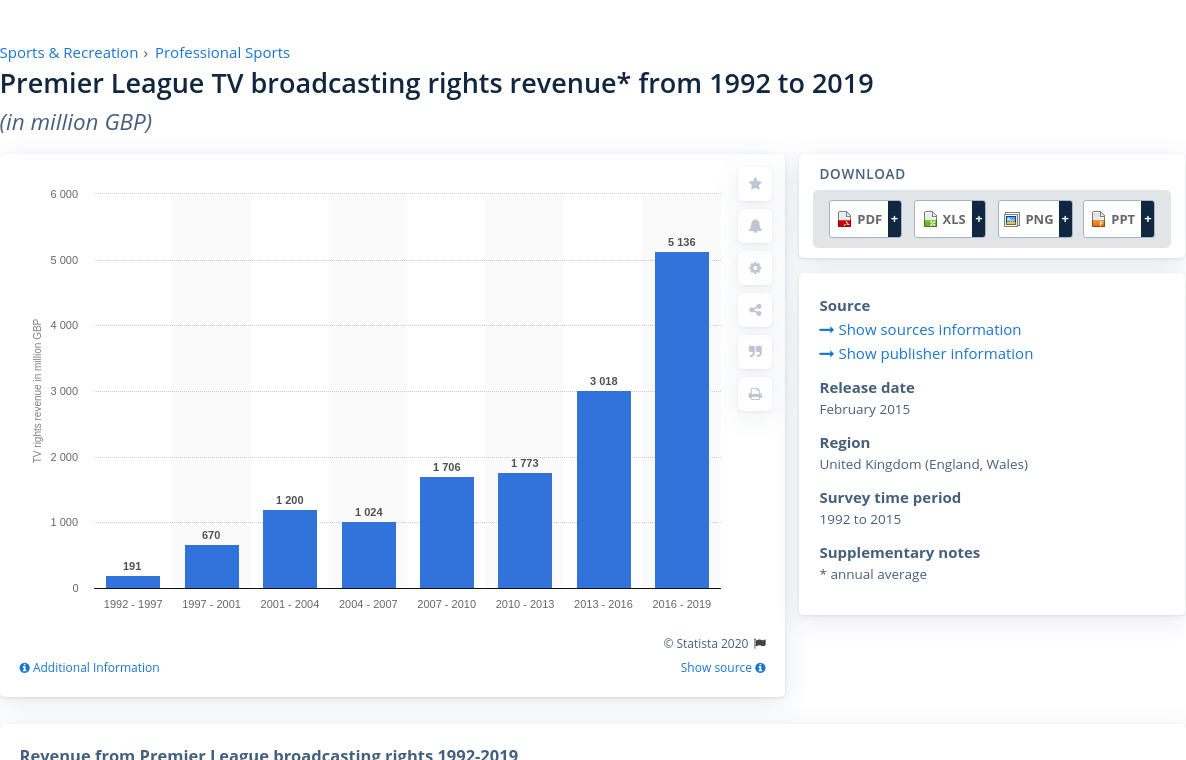 Sports & Recreation › Professional Sports
Premier League TV broadcasting rights revenue* from 1992 to 2019
(in million GBP)
TV rights revenue in million GBP
6 000
5 000
4 000
3 000
2 000
1 000
0
191
670
1 200
1 024
1 706
1 773
3 018
5 136
1992 - 1997
1997 - 2001
2001 - 2004
2004 - 2007
2007 - 2010
2010 - 2013
2013 - 2016
2016 - 2019
© Statista 2020
Additional Information
Show source
DOWNLOAD
PDF + XLS + PNG + PPT +
Source
Show sources information
Show publisher information
Release date
February 2015
Region
United Kingdom (England, Wales)
Survey time period
1992 to 2015
Supplementary notes
* annual average
Revenue from Premier League broadcasting rights 1992-2019